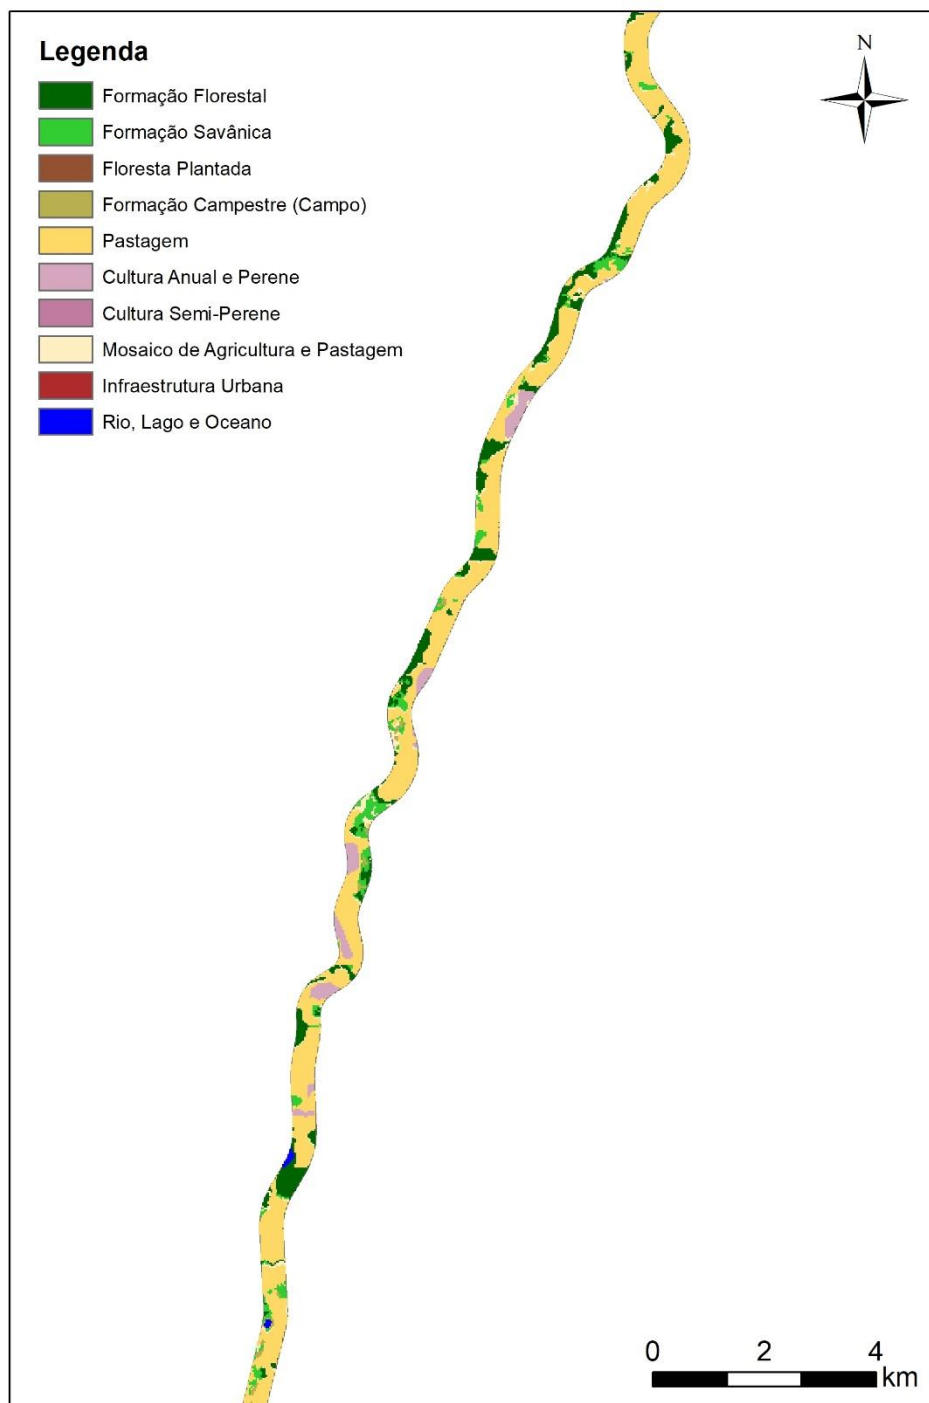 Legenda
N
Formação Florestal
Formação Savânica
Floresta Plantada
Formação Campestre (Campo)
Pastagem
Cultura Anual e Perene
Cultura Semi-Perene
Mosaico de Agricultura e Pastagem
Infraestrutura Urbana
Rio, Lago e Oceano
0 2 4
km